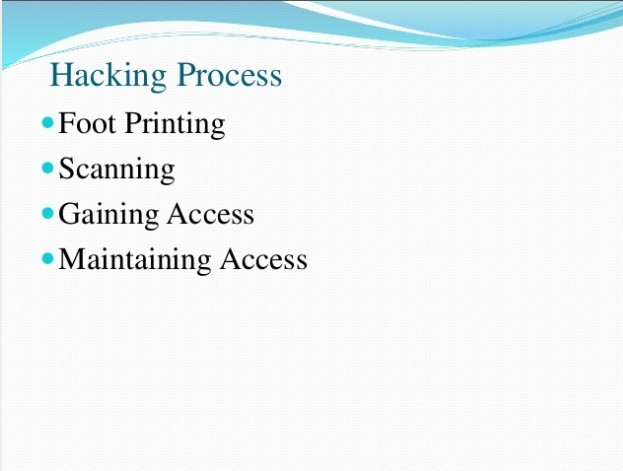 Hacking Process
Foot Printing
Scanning
Gaining Access
Maintaining Access